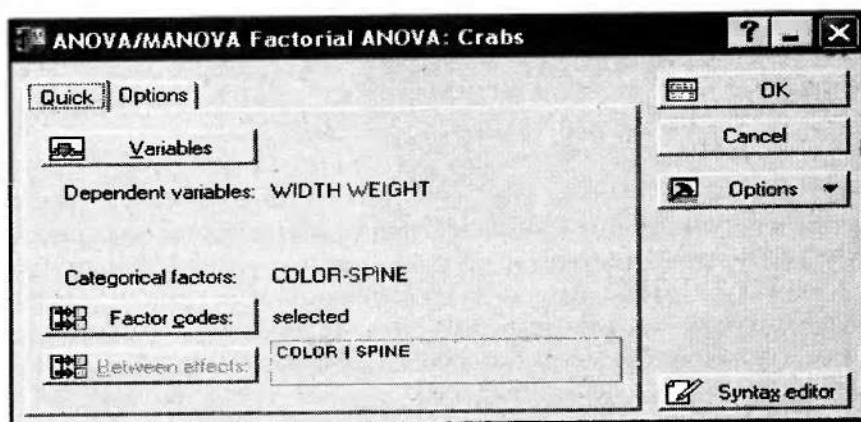 ANOVA/MANOVA Factorial ANOVA: Crabs
Quick Options
OK
Variables
Cancel
Dependent variables: WIDTH WEIGHT
Options
Categorical factors: COLOR-SPINE
Factor codes: selected
Between effects: COLOR | SPINE
Syntax editor